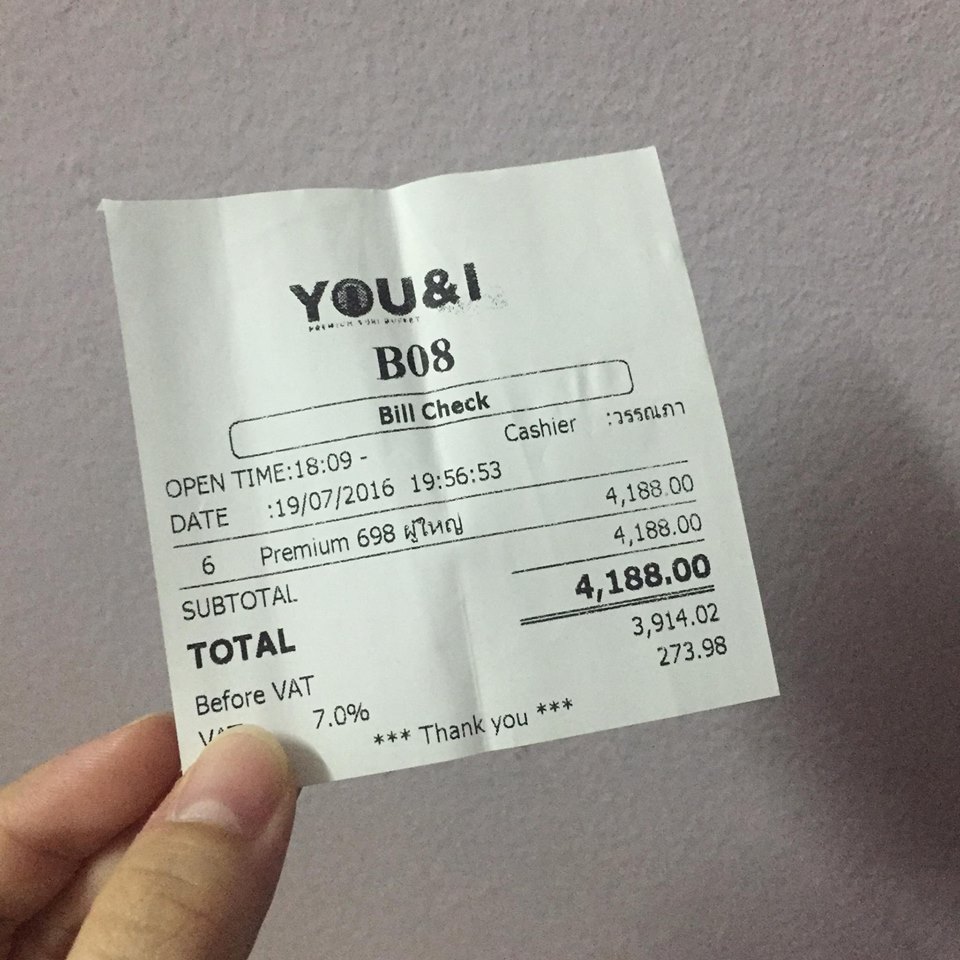 YOU&I
PREMIUM SUKI BUFFET
B08
Bill Check
Cashier :วรรณภา
OPEN TIME:18:09 -
DATE :19/07/2016 19:56:53
6 Premium 698 ผู้ใหญ่ 4,188.00
SUBTOTAL 4,188.00
TOTAL 4,188.00
Before VAT 3,914.02
VAT 7.0% 273.98
*** Thank you ***